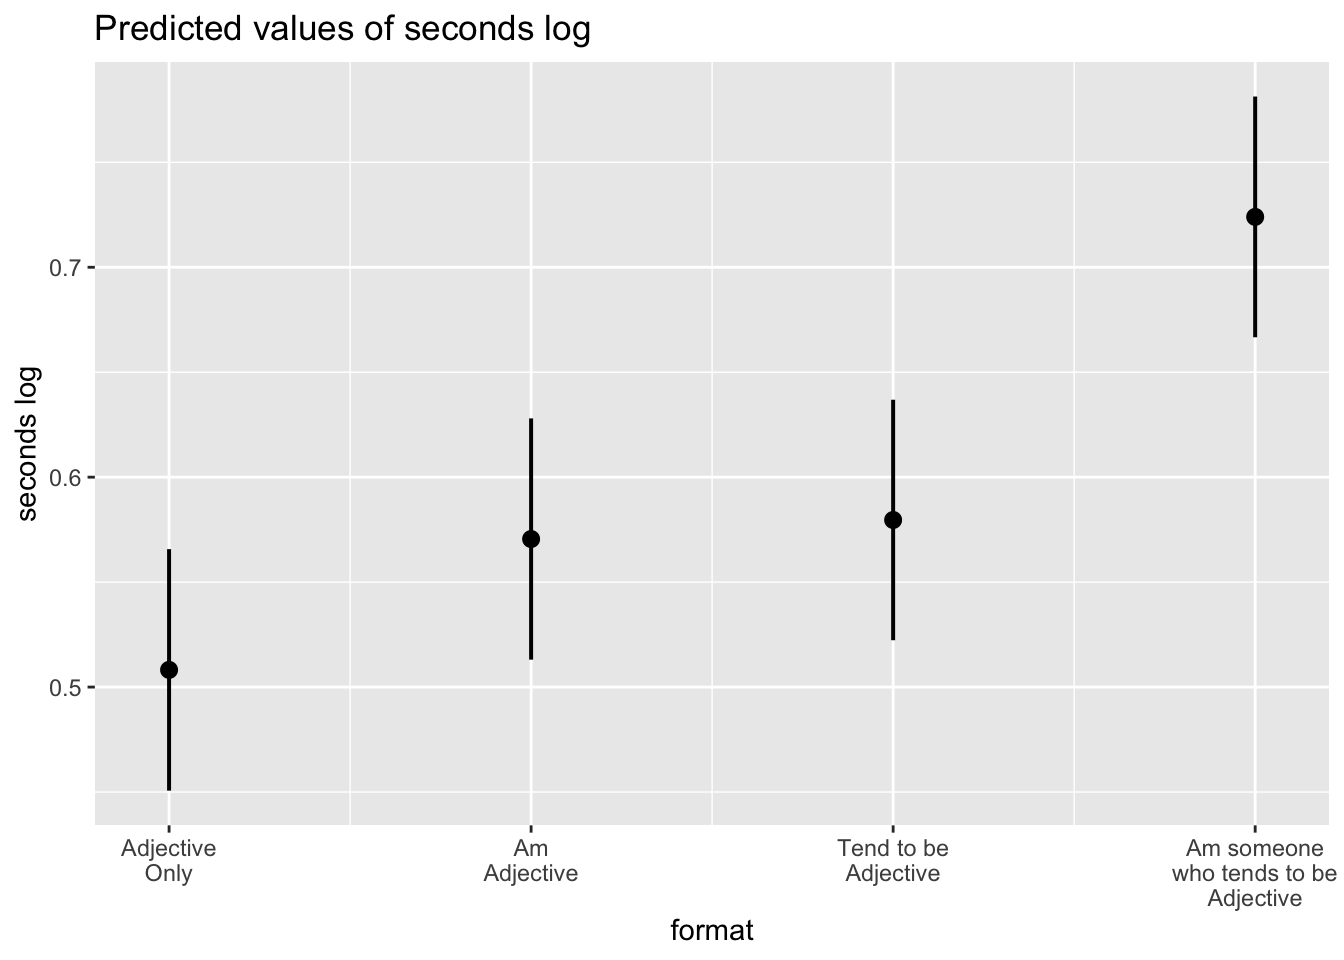 Predicted values of seconds log
seconds log
0.7
0.6
0.5
Adjective
Only
Am
Adjective
Tend to be
Adjective
Am someone
who tends to be
Adjective
format